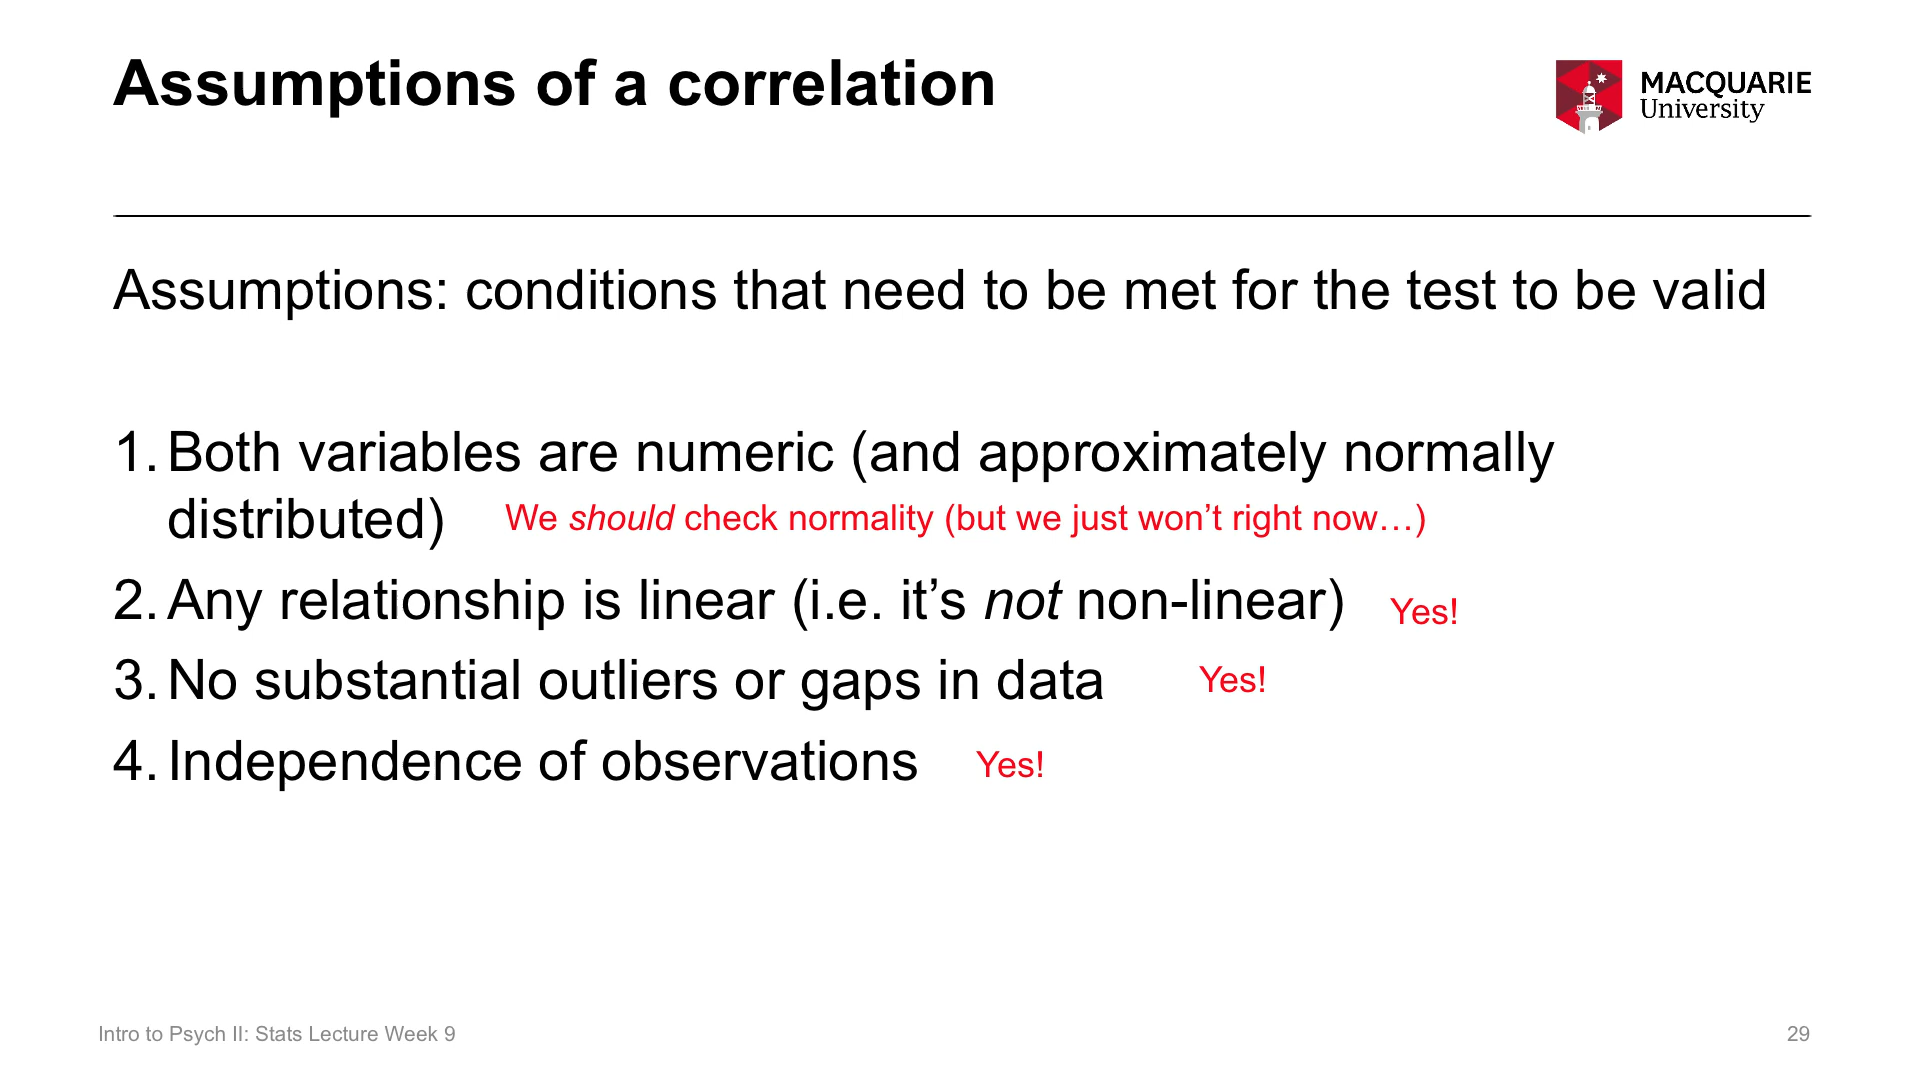 Assumptions of a correlation
MACQUARIE
University
Assumptions: conditions that need to be met for the test to be valid
1. Both variables are numeric (and approximately normally
distributed) We should check normality (but we just won’t right now…)
2. Any relationship is linear (i.e. it’s not non-linear) Yes!
3. No substantial outliers or gaps in data Yes!
4. Independence of observations Yes!
Intro to Psych II: Stats Lecture Week 9 29